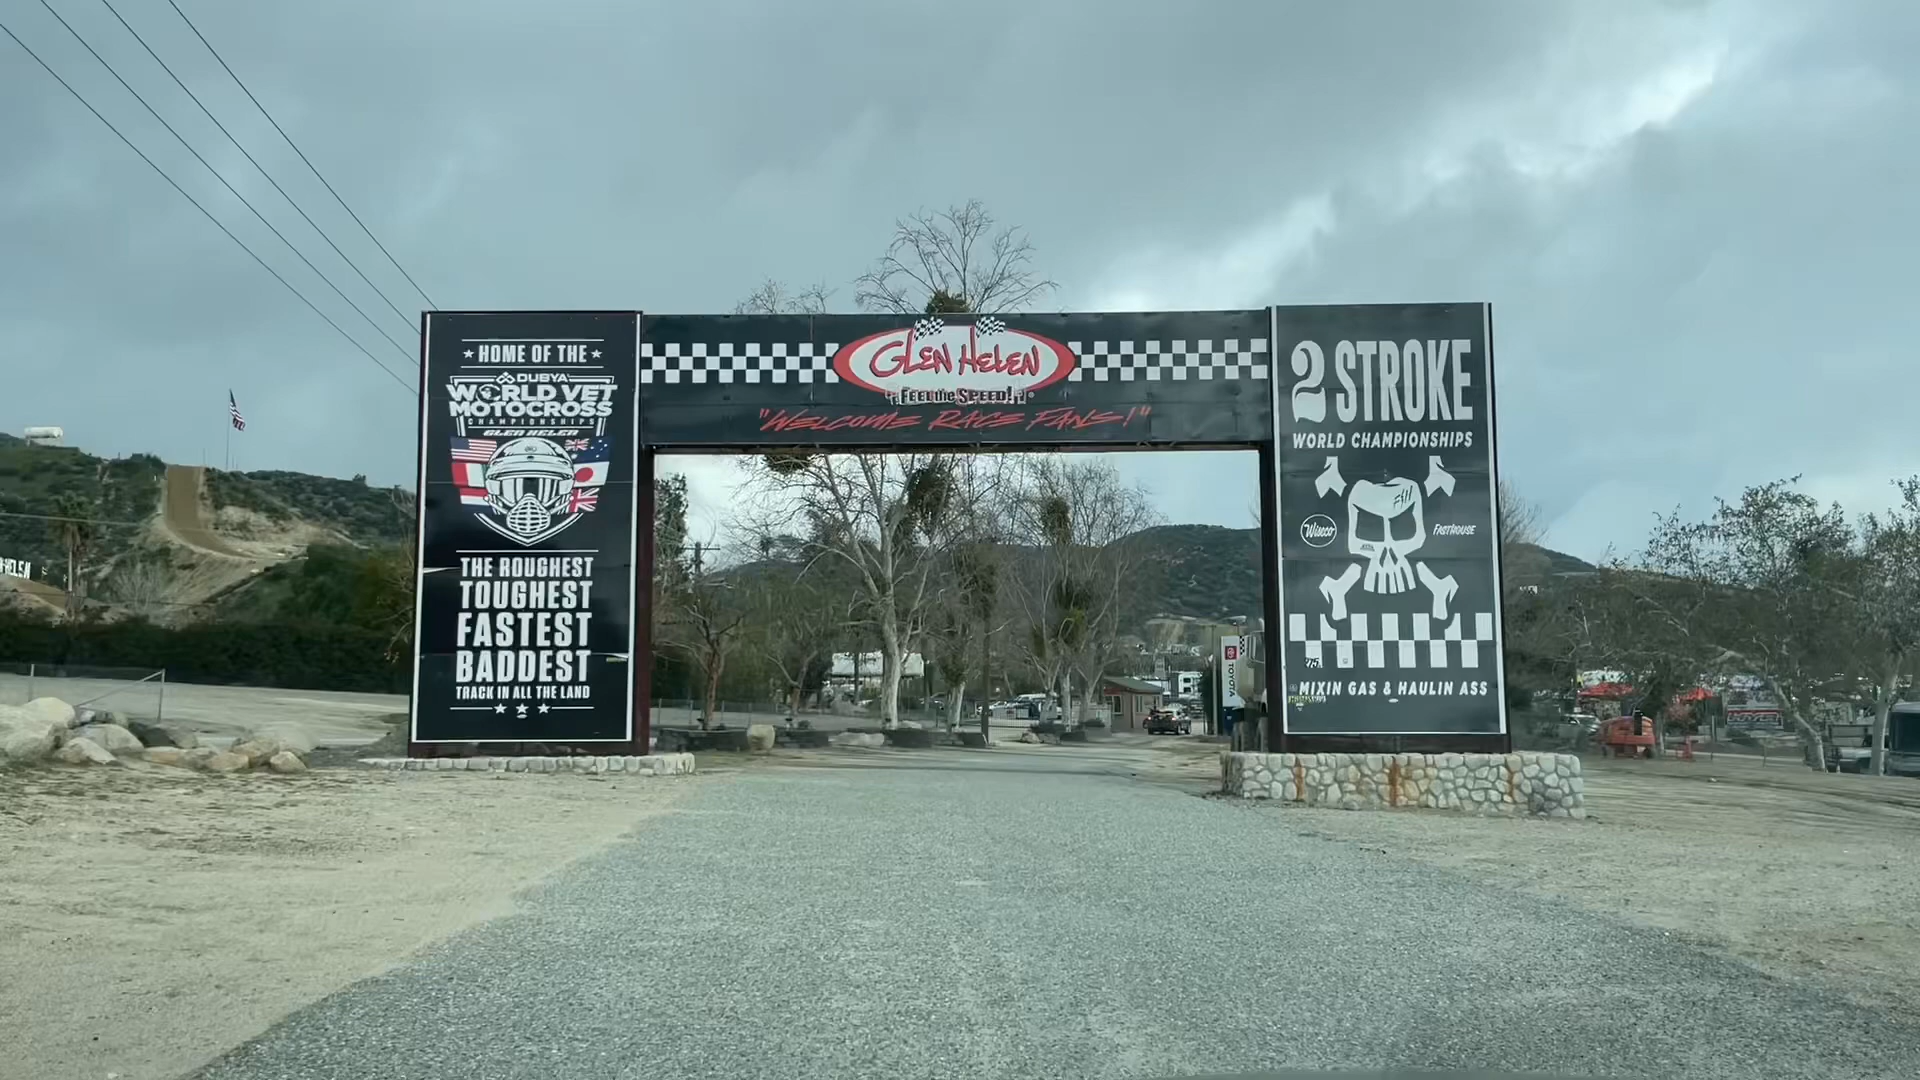 HOME OF THE
DUBYA
WORLD VET
MOTOCROSS
CHAMPIONSHIPS
GLEN HELEN
THE ROUGHEST
TOUGHEST
FASTEST
BADDEST
TRACK IN ALL THE LAND
GLEN HELEN
FEEL the SPEED!
"WELCOME RACE FANS!"
2 STROKE
WORLD CHAMPIONSHIPS
Wiseco
FASTHOUSE
MIXIN GAS & HAULIN ASS
TOYOTA
HELEN